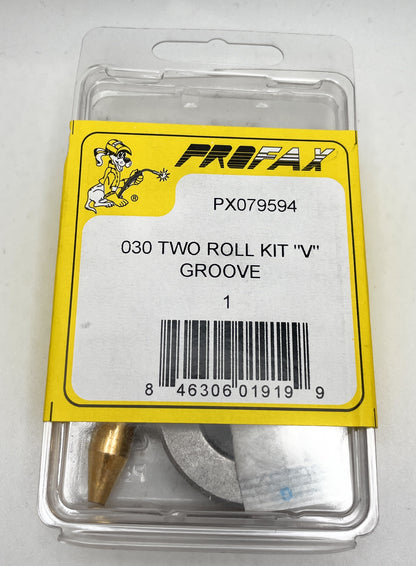 PROFAX
®
PX079594
030 TWO ROLL KIT "V"
GROOVE
1
8 46306 01919 9